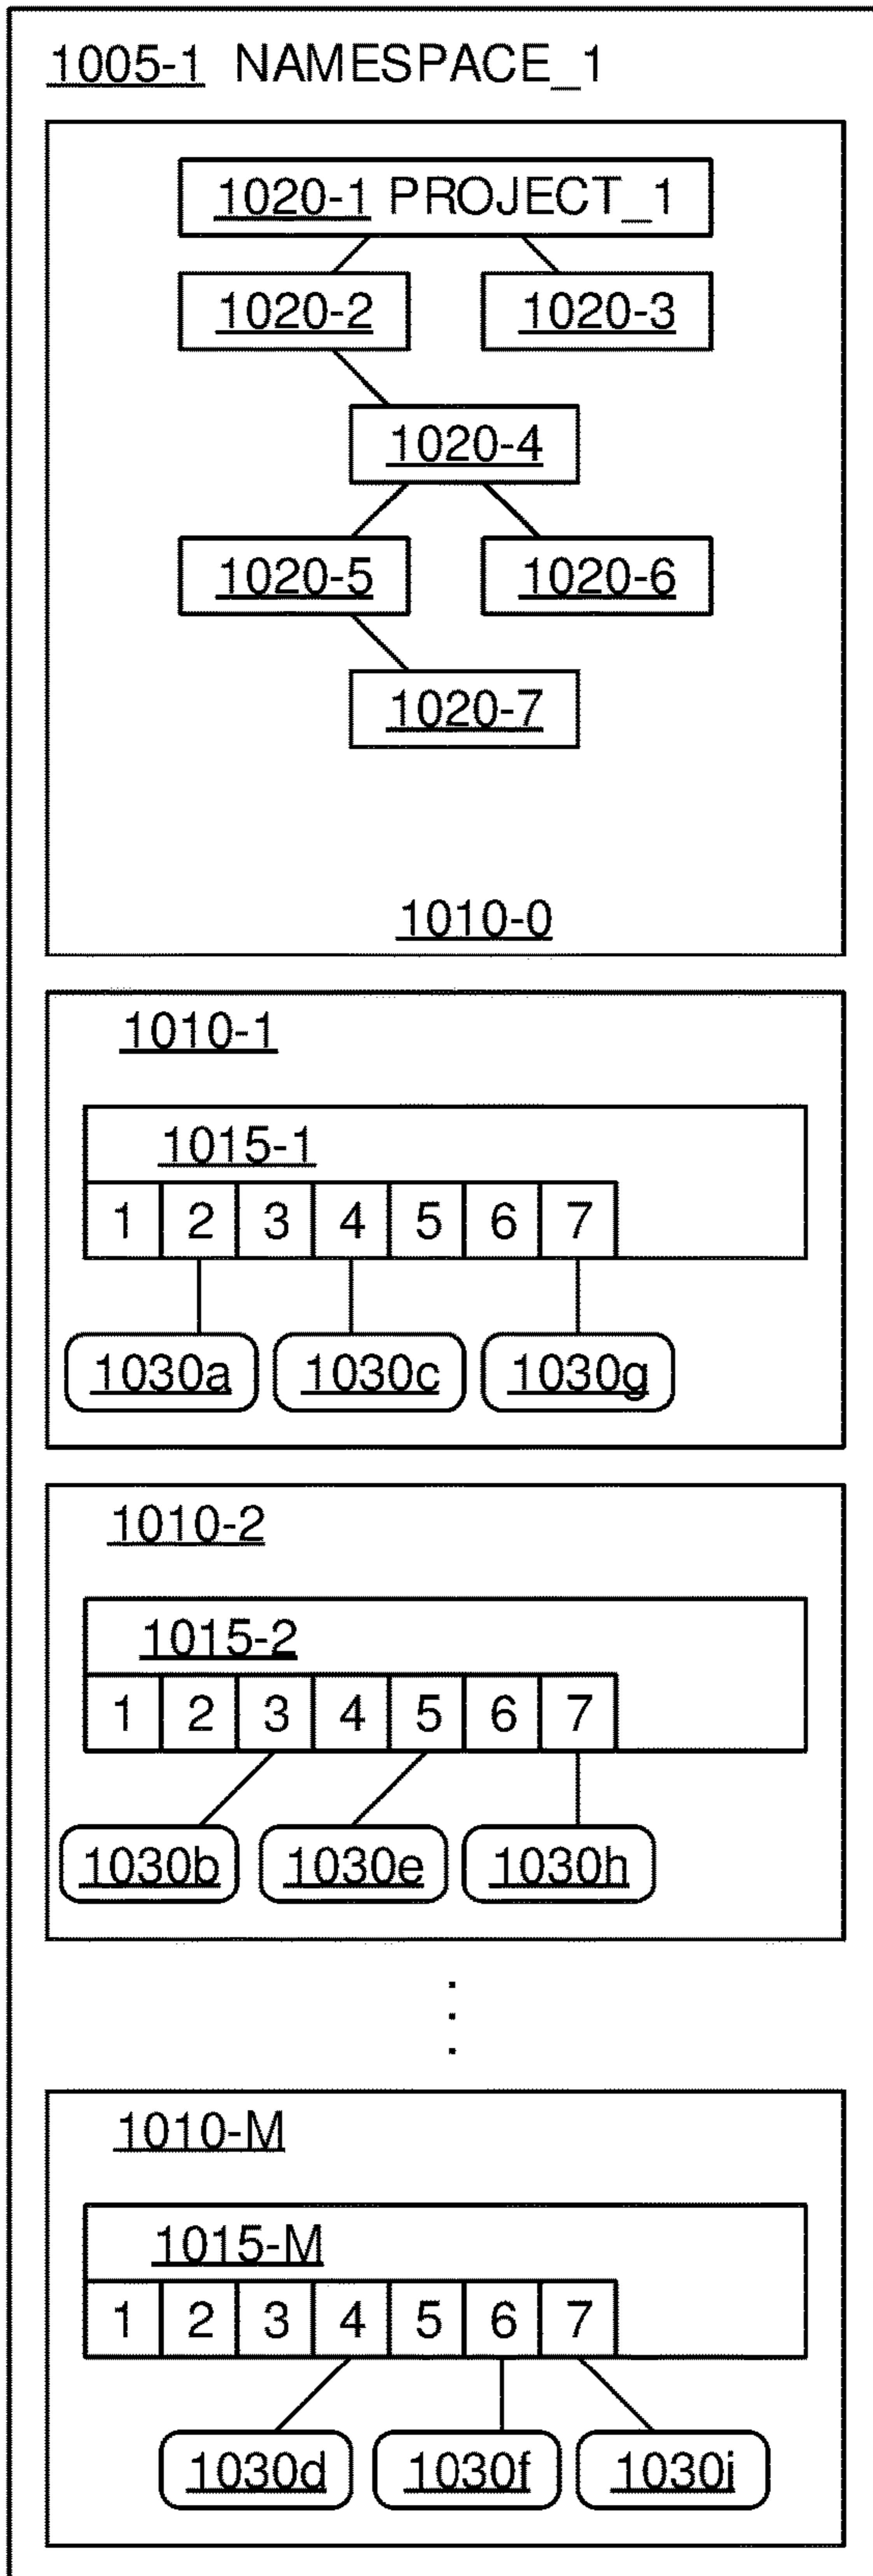 1005-1 NAMESPACE_1
1020-1 PROJECT_1
1020-2 1020-3
1020-4
1020-5 1020-6
1020-7
1010-0
1010-1
1015-1
1 2 3 4 5 6 7
1030a 1030c 1030g
1010-2
1015-2
1 2 3 4 5 6 7
1030b 1030e 1030h
1010-M
1015-M
1 2 3 4 5 6 7
1030d 1030f 1030i